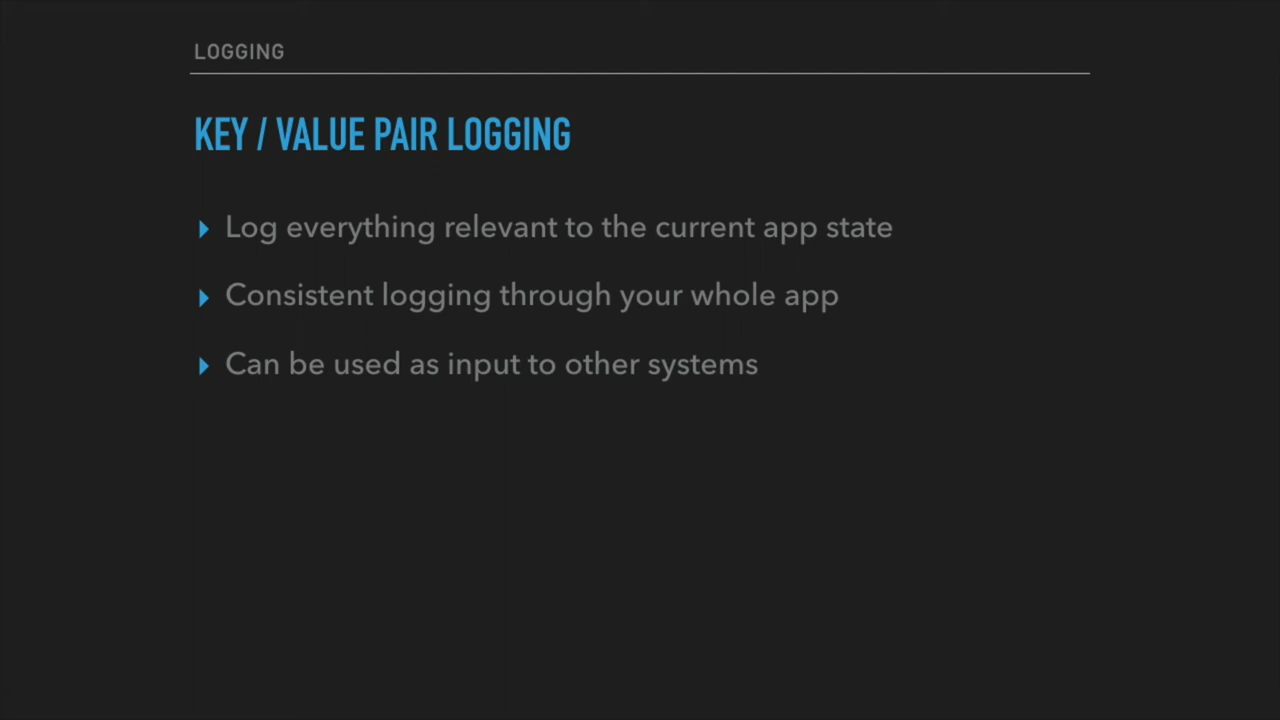 LOGGING
KEY / VALUE PAIR LOGGING
Log everything relevant to the current app state
Consistent logging through your whole app
Can be used as input to other systems